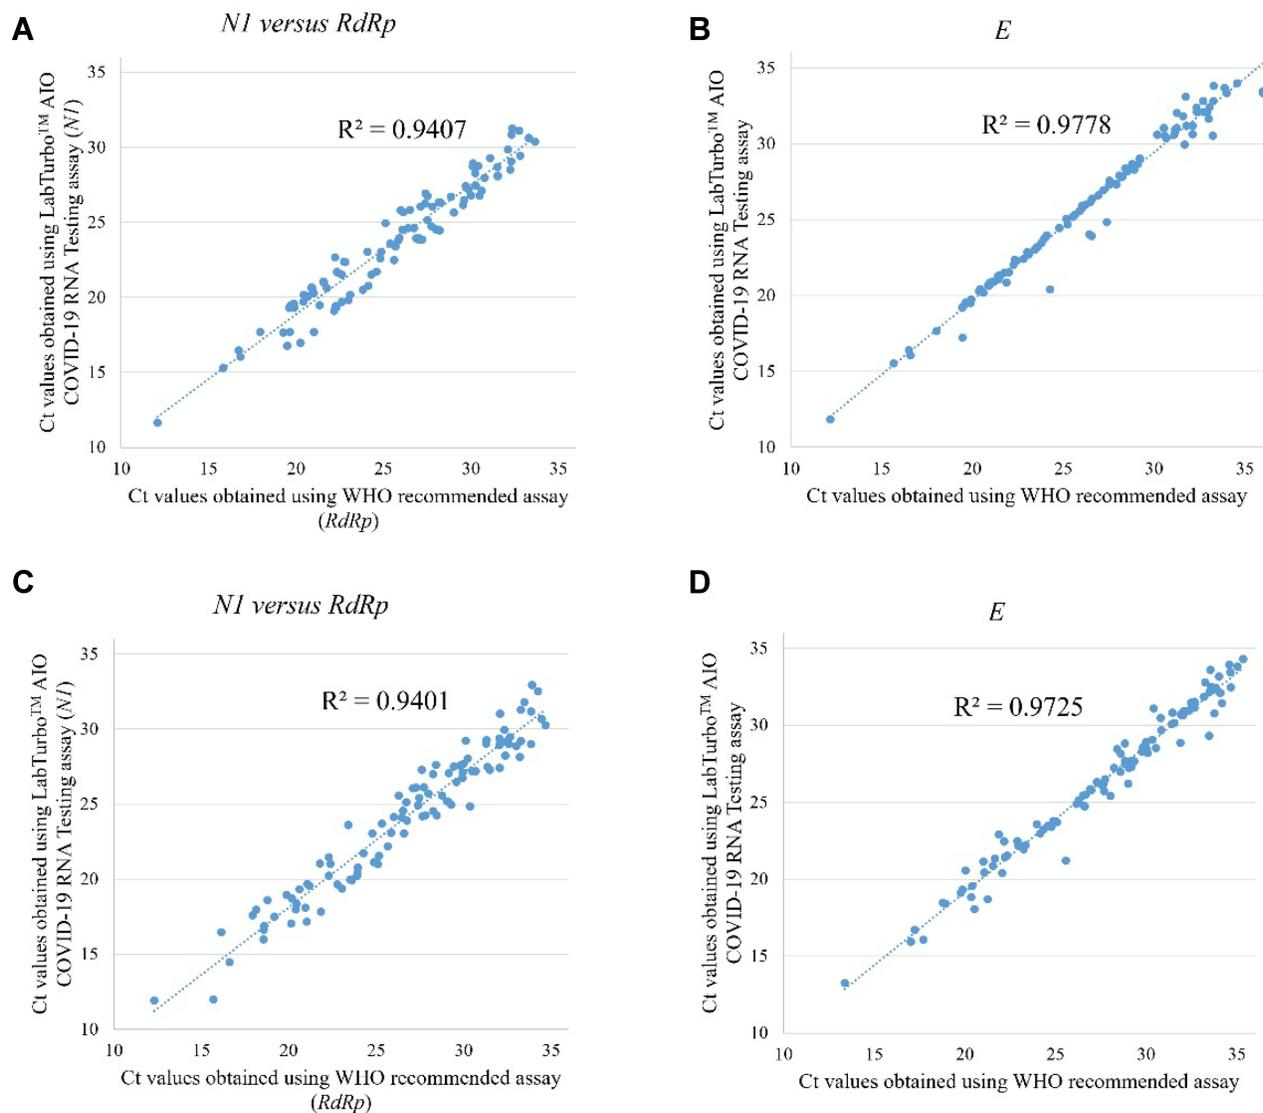 A
N1 versus RdRp
Ct values obtained using LabTurbo™ AIO
COVID-19 RNA Testing assay (N1)
35
30
25
20
15
10
R² = 0.9407
10 15 20 25 30 35
Ct values obtained using WHO recommended assay
(RdRp)
B
E
Ct values obtained using LabTurbo™ AIO
COVID-19 RNA Testing assay
35
30
25
20
15
10
R² = 0.9778
10 15 20 25 30 35
Ct values obtained using WHO recommended assay
C
N1 versus RdRp
Ct values obtained using LabTurbo™ AIO
COVID-19 RNA Testing assay (N1)
35
30
25
20
15
10
R² = 0.9401
10 15 20 25 30 35
Ct values obtained using WHO recommended assay
(RdRp)
D
E
Ct values obtained using LabTurbo™ AIO
COVID-19 RNA Testing assay
35
30
25
20
15
10
R² = 0.9725
10 15 20 25 30 35
Ct values obtained using WHO recommended assay